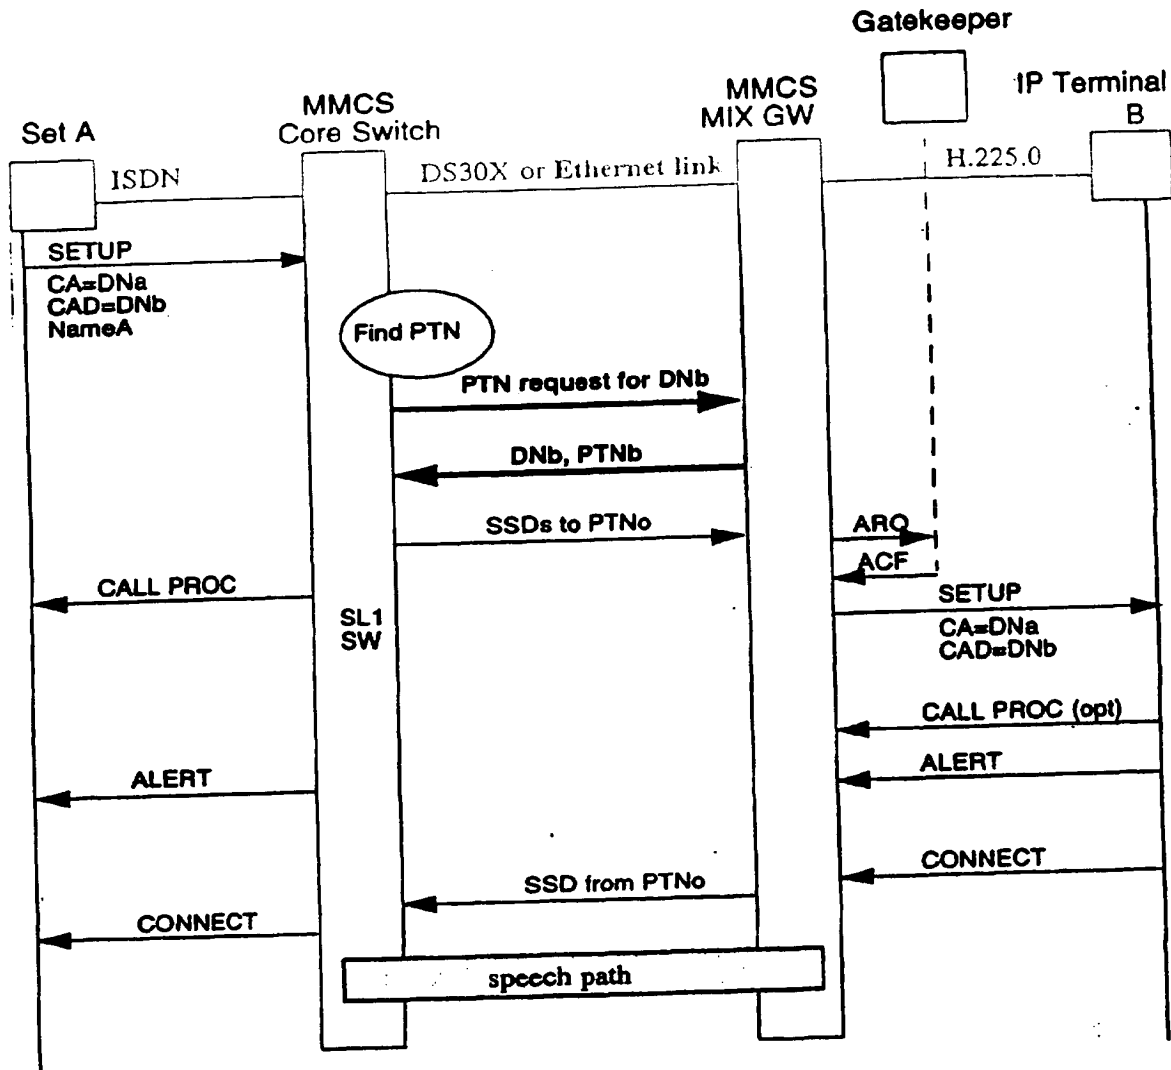 Gatekeeper
IP Terminal
B
MMCS
MIX GW
MMCS
Core Switch
Set A
ISDN
DS30X or Ethernet link
H.225.0
SETUP
CA=DNa
CAD=DNb
NameA
Find PTN
PTN request for DNb
DNb, PTNb
SSDs to PTNo
ARQ
ACF
CALL PROC
SL1
SW
SETUP
CA=DNa
CAD=DNb
CALL PROC (opt)
ALERT
ALERT
CONNECT
SSD from PTNo
CONNECT
speech path